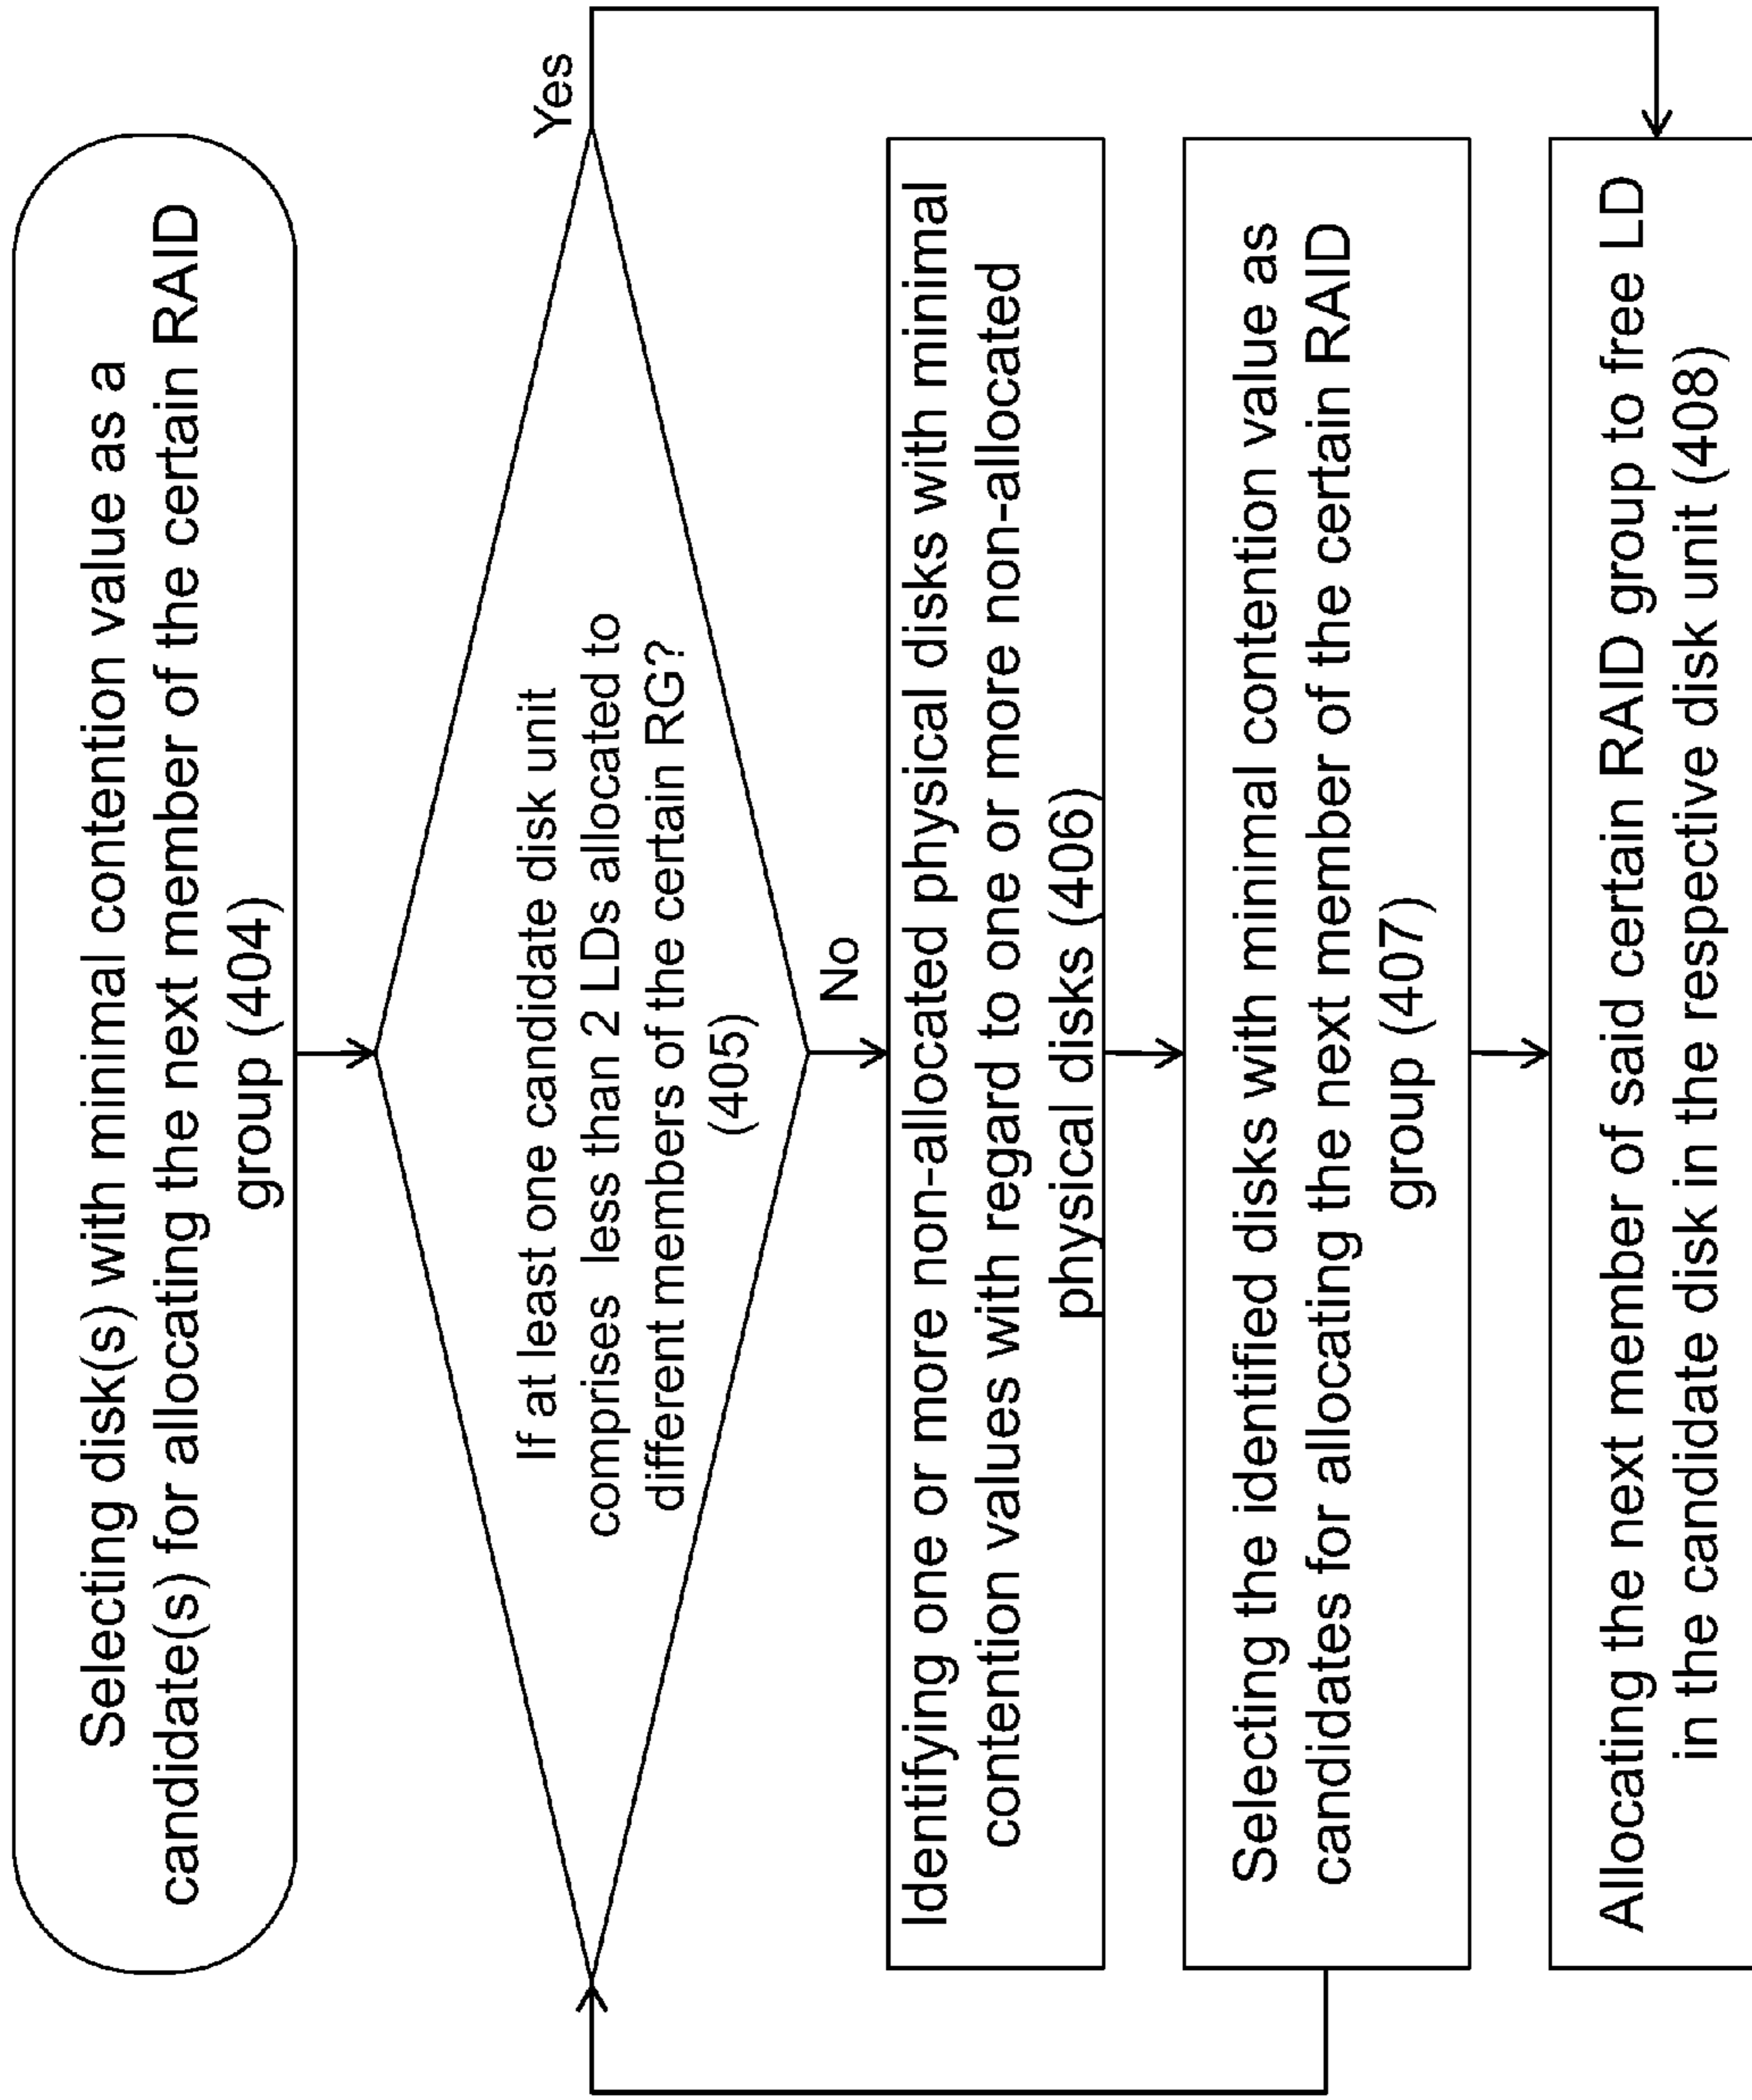 Selecting disk(s) with minimal contention value as a
candidate(s) for allocating the next member of the certain RAID
group (404)
If at least one candidate disk unit
comprises less than 2 LDs allocated to
different members of the certain RG?
(405)
Yes
No
Identifying one or more non-allocated physical disks with minimal
contention values with regard to one or more non-allocated
physical disks (406)
Selecting the identified disks with minimal contention value as
candidates for allocating the next member of the certain RAID
group (407)
Allocating the next member of said certain RAID group to free LD
in the candidate disk in the respective disk unit (408)